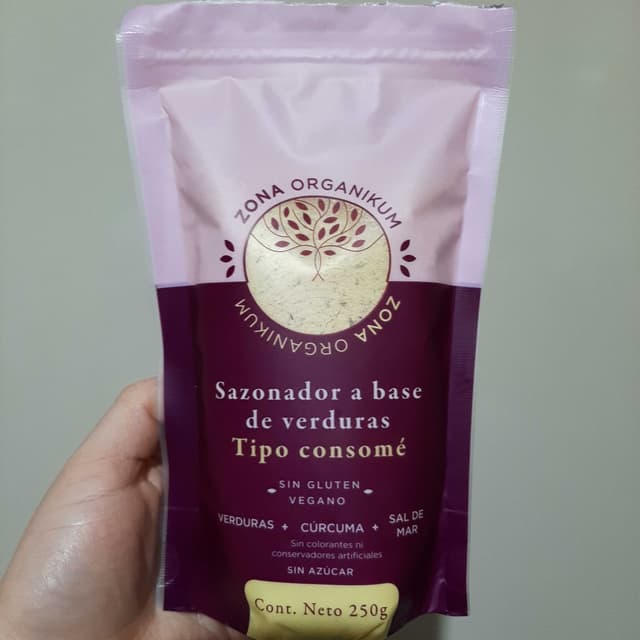 ZONA ORGANIKUM
ZONA ORGANIKUM
Sazonador a base
de verduras
Tipo consomé
SIN GLUTEN
VEGANO
VERDURAS + CÚRCUMA + SAL DE
MAR
Sin colorantes ni
conservadores artificiales
SIN AZÚCAR
Cont. Neto 250g